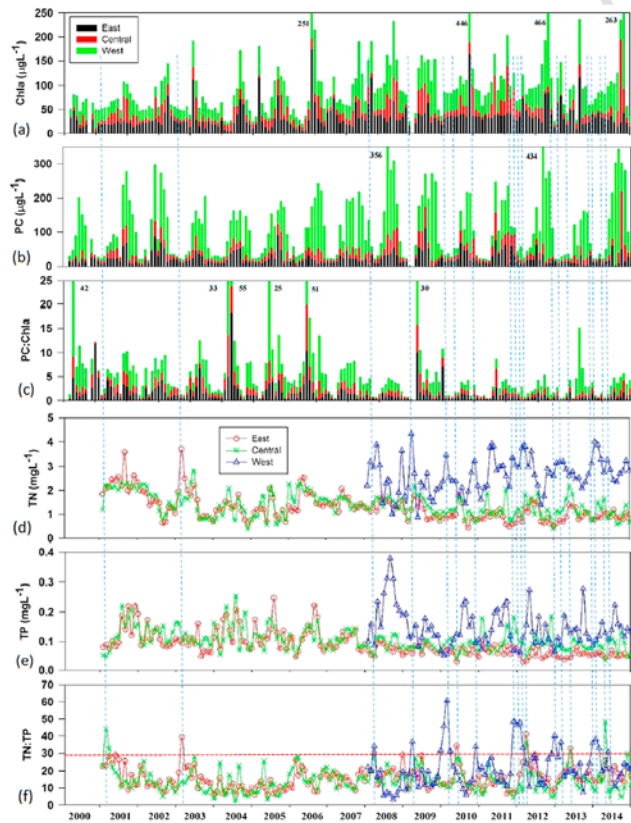 250
251
446
466
263
East
Central
West
200
150
100
50
0
Chla (µgL⁻¹)
(a)
300
356
434
200
100
0
PC (µgL⁻¹)
(b)
25
42
33
55
25
51
30
20
15
10
5
0
PC:Chla
(c)
5
4
3
2
1
0
East
Central
West
TN (mgL⁻¹)
(d)
0.4
0.3
0.2
0.1
0.0
TP (mgL⁻¹)
(e)
70
60
50
40
30
20
10
0
TN:TP
(f)
2000 2001 2002 2003 2004 2005 2006 2007 2008 2009 2010 2011 2012 2013 2014